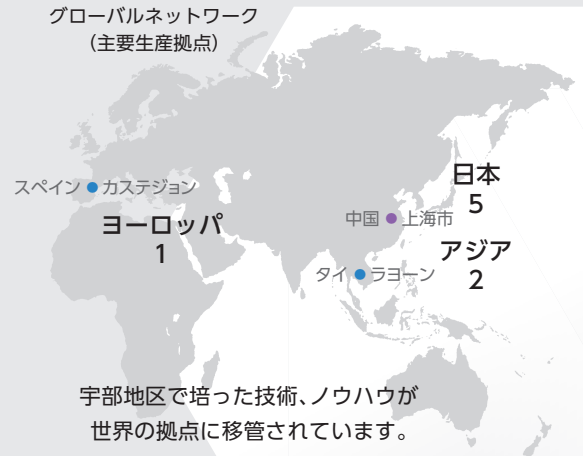 グローバルネットワーク
（主要生産拠点）
スペイン カステジョン
ヨーロッパ
1
日本
5
中国 上海市
アジア
2
タイ ラヨーン
宇部地区で培った技術、ノウハウが
世界の拠点に移管されています。